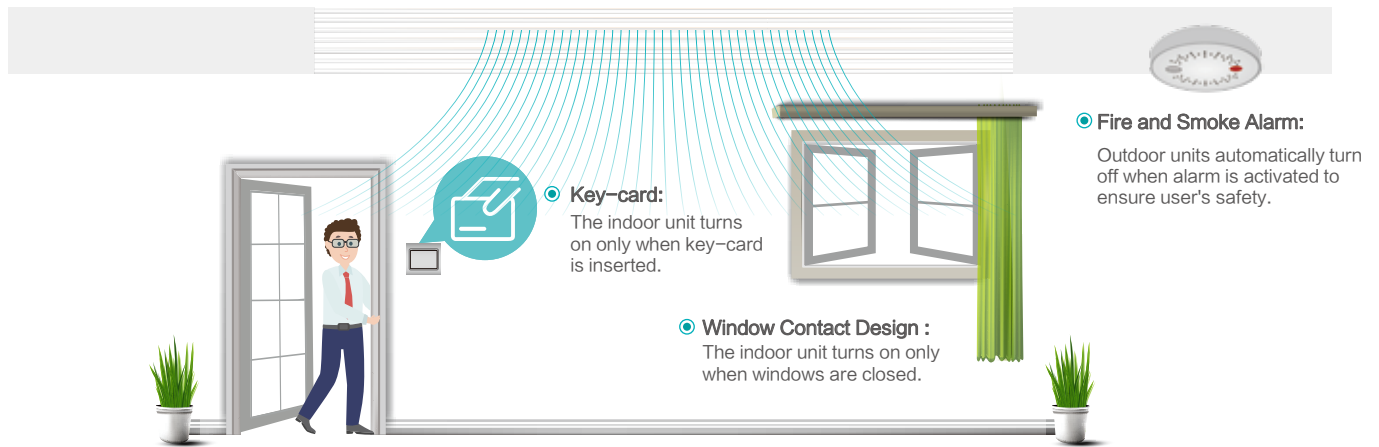 Fire and Smoke Alarm:
Outdoor units automatically turn
off when alarm is activated to
ensure user's safety.
Key-card:
The indoor unit turns
on only when key-card
is inserted.
Window Contact Design :
The indoor unit turns on only
when windows are closed.